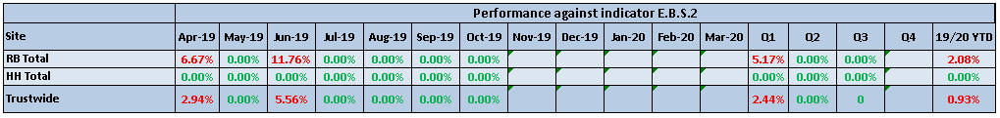 Performance against indicator E.B.S.2
Site Apr-19 May-19 Jun-19 Jul-19 Aug-19 Sep-19 Oct-19 Nov-19 Dec-19 Jan-20 Feb-20 Mar-20 Q1 Q2 Q3 Q4 19/20 YTD
RB Total 6.67% 0.00% 11.76% 0.00% 0.00% 0.00% 0.00% 5.17% 0.00% 0.00% 2.08%
HH Total 0.00% 0.00% 0.00% 0.00% 0.00% 0.00% 0.00% 0.00% 0.00% 0.00% 0.00%
Trustwide 2.94% 0.00% 5.56% 0.00% 0.00% 0.00% 0.00% 2.44% 0.00% 0 0.93%